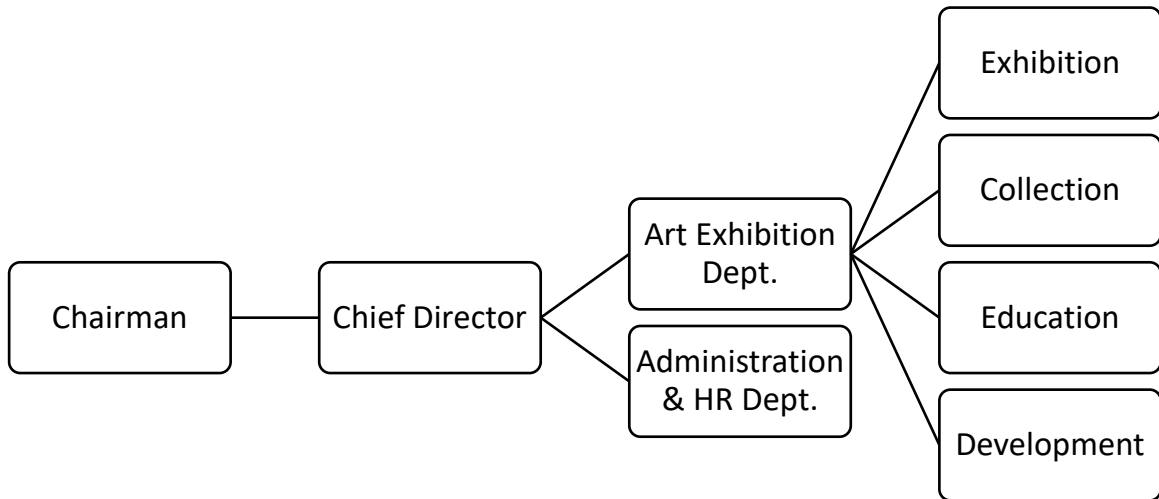 Chairman
Chief Director
Art Exhibition
Dept.
Administration
& HR Dept.
Exhibition
Collection
Education
Development